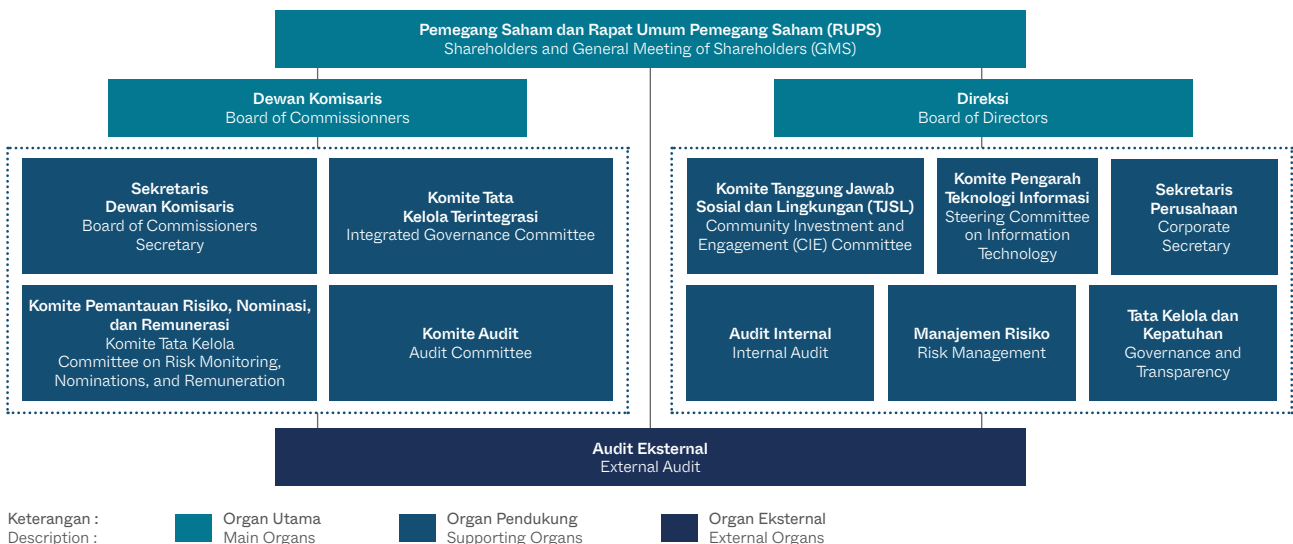 Pemegang Saham dan Rapat Umum Pemegang Saham (RUPS)
Shareholders and General Meeting of Shareholders (GMS)
Dewan Komisaris
Board of Commissionners
Direksi
Board of Directors
Sekretaris
Dewan Komisaris
Board of Commissioners
Secretary
Komite Tata
Kelola Terintegrasi
Integrated Governance Committee
Komite Tanggung Jawab
Sosial dan Lingkungan (TJSL)
Community Investment and
Engagement (CIE) Committee
Komite Pengarah
Teknologi Informasi
Steering Committee
on Information
Technology
Sekretaris
Perusahaan
Corporate
Secretary
Komite Pemantauan Risiko, Nominasi,
dan Remunerasi
Komite Tata Kelola
Committee on Risk Monitoring,
Nominations, and Remuneration
Komite Audit
Audit Committee
Audit Internal
Internal Audit
Manajemen Risiko
Risk Management
Tata Kelola dan
Kepatuhan
Governance and
Transparency
Audit Eksternal
External Audit
Keterangan :
Description :
Organ Utama
Main Organs
Organ Pendukung
Supporting Organs
Organ Eksternal
External Organs